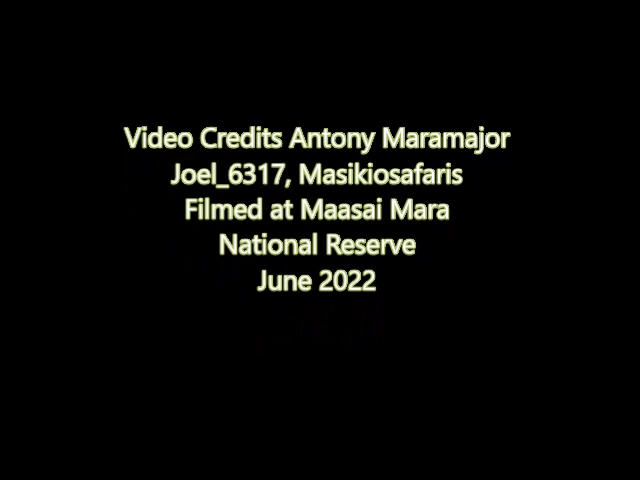 Video Credits Antony Maramajor
Joel_6317, Masikiosafaris
Filmed at Maasai Mara
National Reserve
June 2022